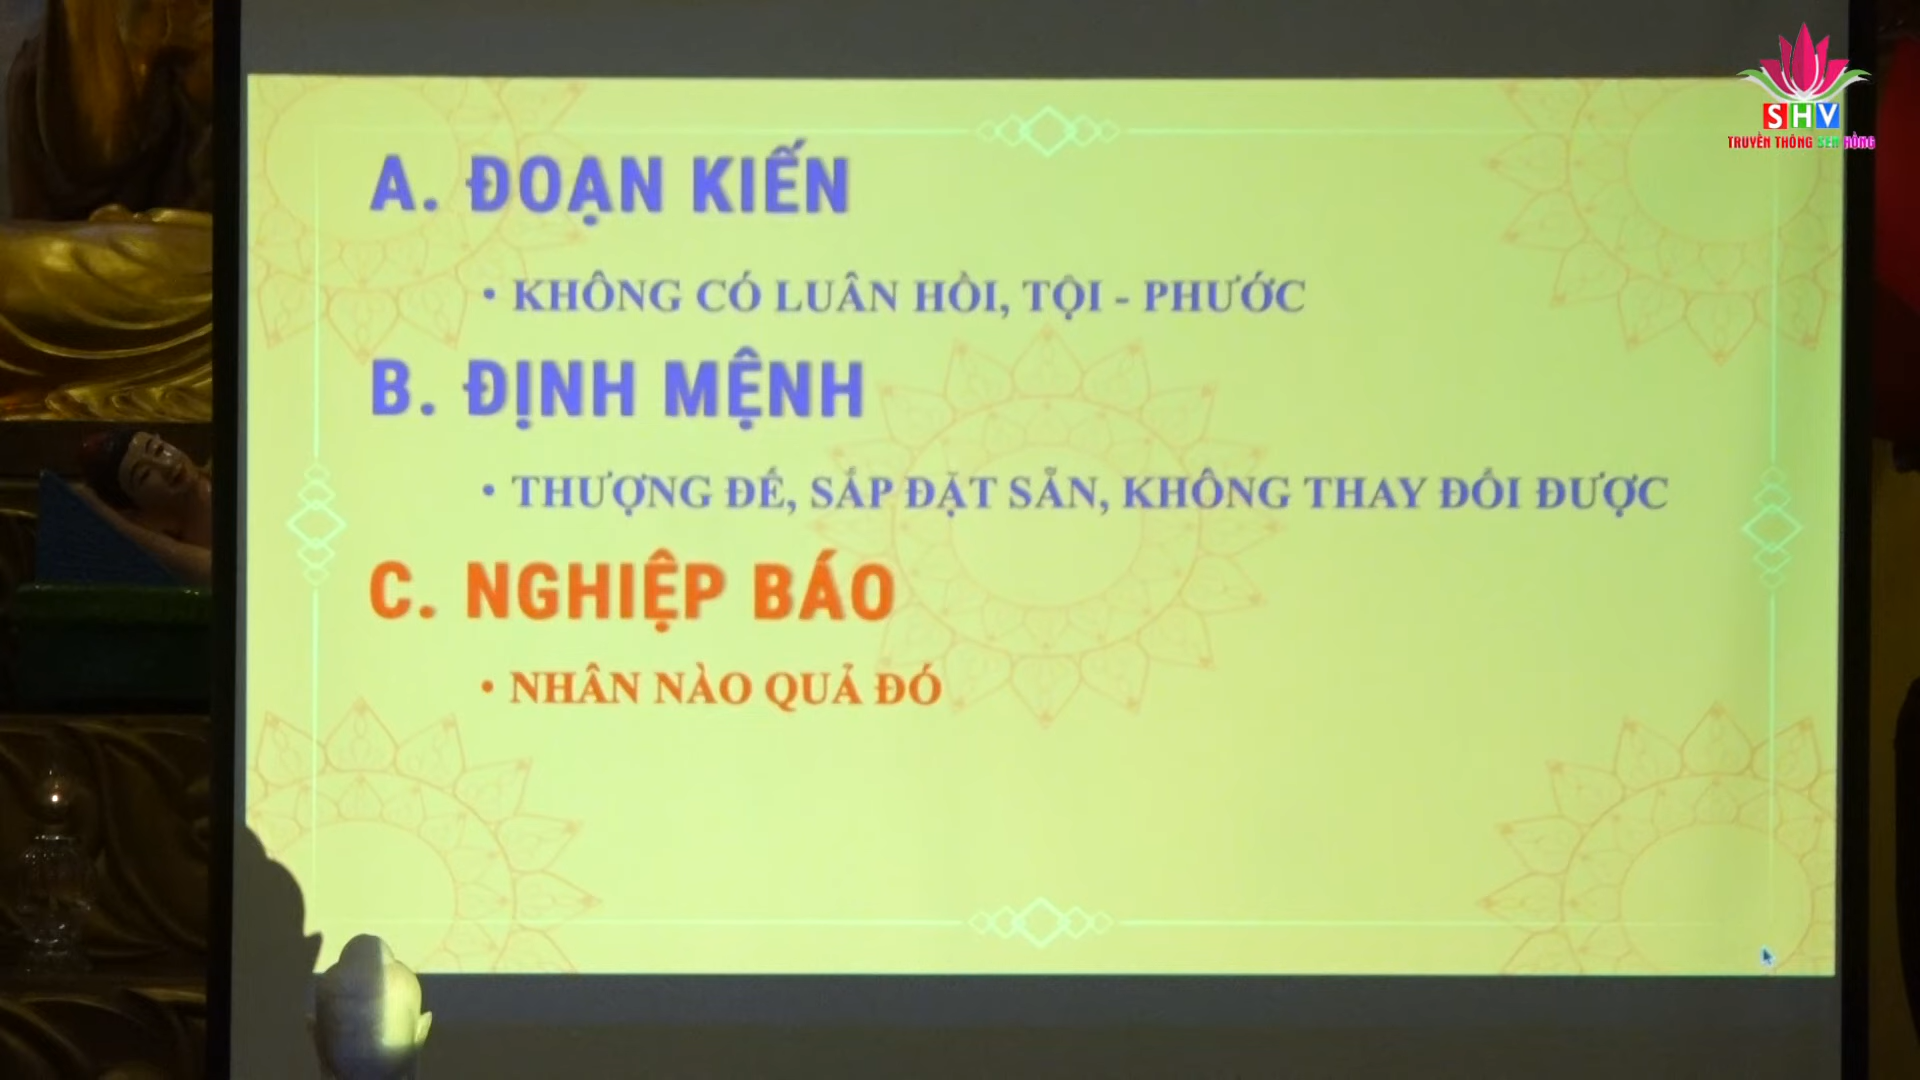 SHV
TRUYỀN THÔNG SEN HỒNG
A. ĐOẠN KIẾN
• KHÔNG CÓ LUÂN HỒI, TỘI - PHƯỚC
B. ĐỊNH MỆNH
• THƯỢNG ĐẾ, SẮP ĐẶT SẴN, KHÔNG THAY ĐỔI ĐƯỢC
C. NGHIỆP BÁO
• NHÂN NÀO QUẢ ĐÓ